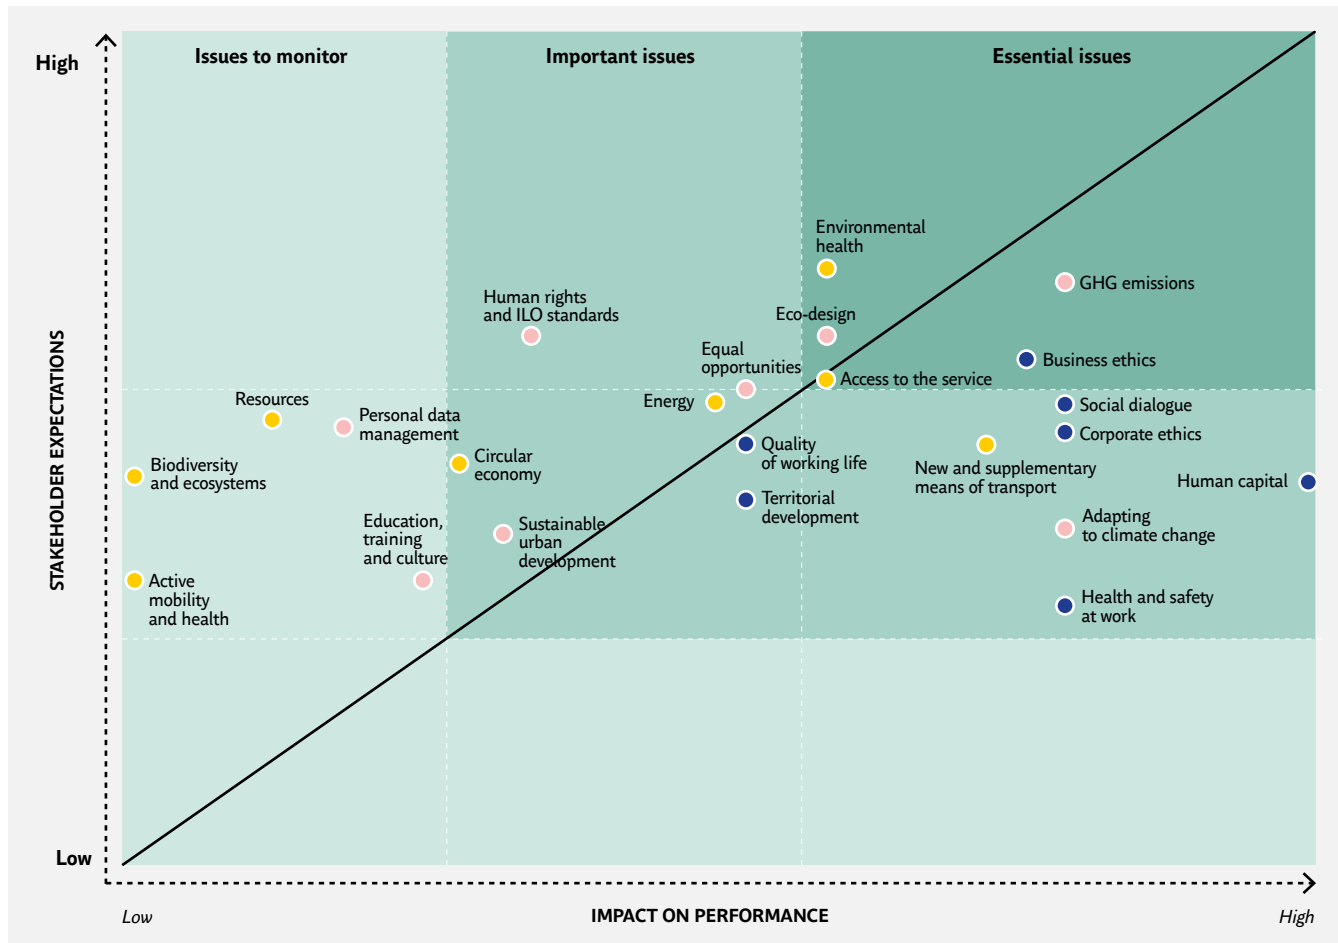 High
Issues to monitor
Important issues
Essential issues
Environmental
health
GHG emissions
Human rights
and ILO standards
Eco-design
Equal
opportunities
Business ethics
Access to the service
Resources
Energy
Social dialogue
Personal data
management
Corporate ethics
Quality
of working life
Circular
economy
Biodiversity
and ecosystems
New and supplementary
means of transport
Human capital
Territorial
development
Education,
training
and culture
Sustainable
urban
development
Adapting
to climate change
Active
mobility
and health
Health and safety
at work
STAKEHOLDER EXPECTATIONS
Low
Low
IMPACT ON PERFORMANCE
High